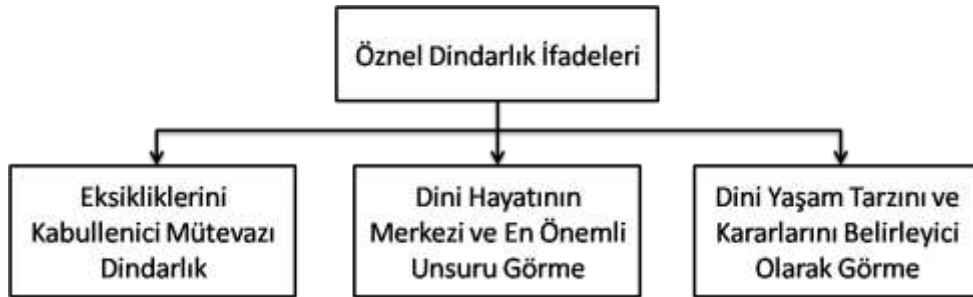 Öznel Dindarlık İfadeleri
Eksikliklerini
Kabullenici Mütevazı
Dindarlık
Dini Hayatının
Merkezi ve En Önemli
Unsuru Görme
Dini Yaşam Tarzını ve
Kararlarını Belirleyici
Olarak Görme